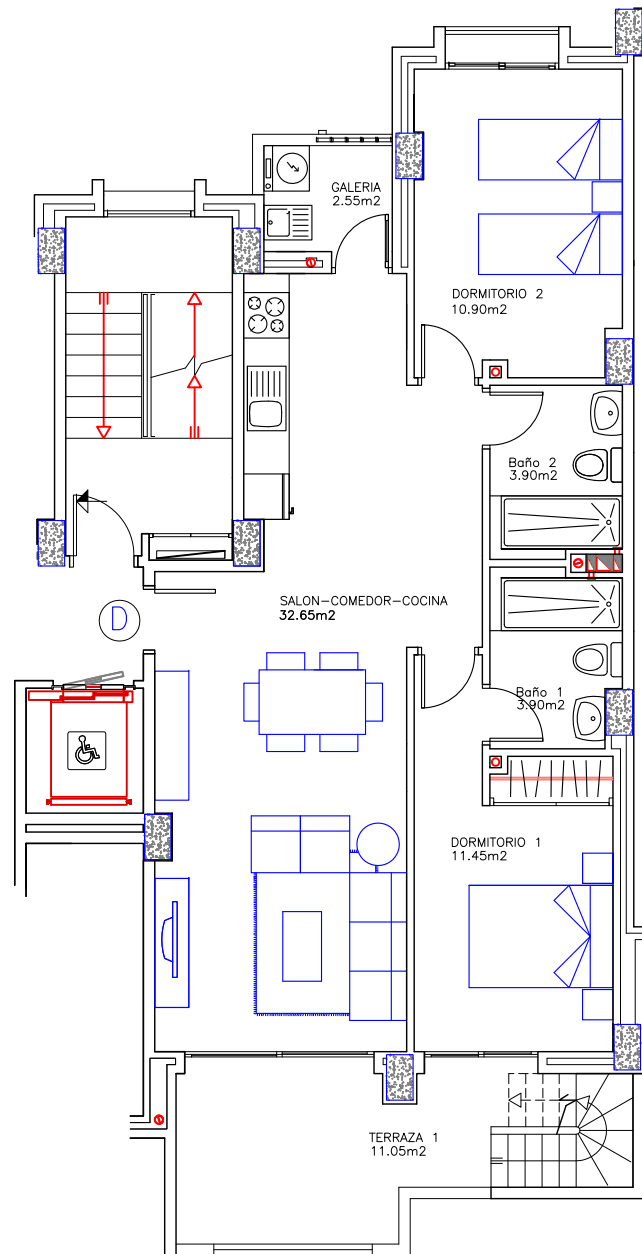 GALERIA
2.55m2
DORMITORIO 2
10.90m2
Baño 2
3.90m2
D
SALON-COMEDOR-COCINA
32.65m2
Baño 1
3.90m2
DORMITORIO 1
11.45m2
TERRAZA 1
11.05m2